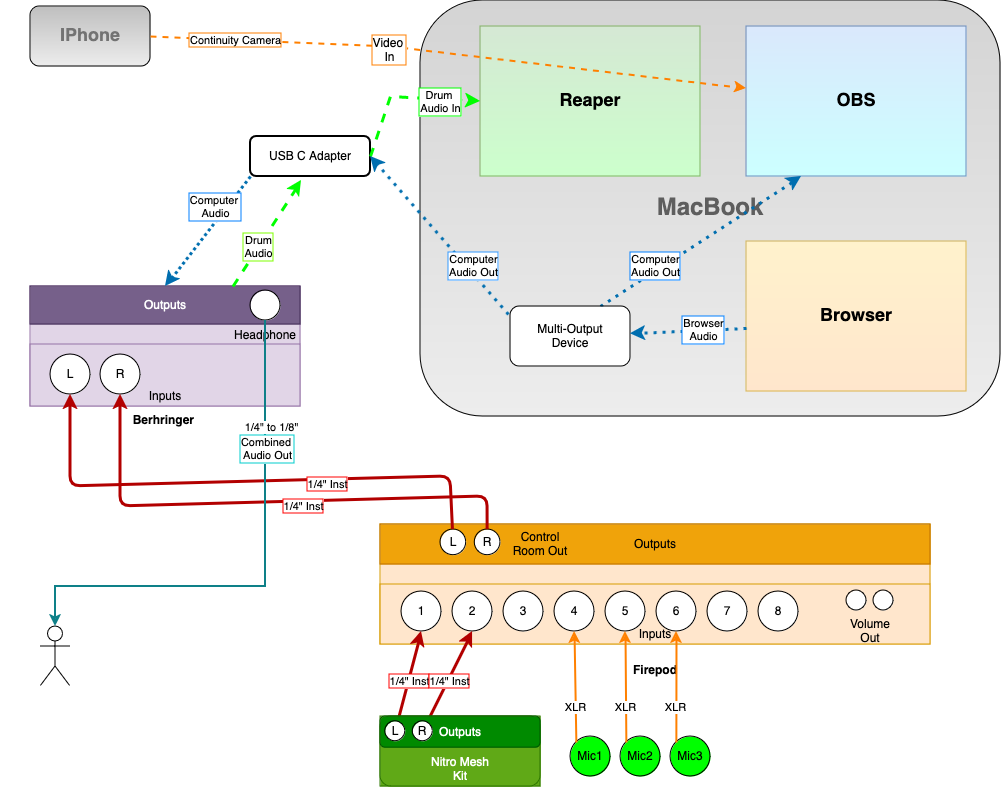 IPhone
Continuity Camera
Video
In
Drum
Audio In
Reaper
OBS
USB C Adapter
MacBook
Computer
Audio
Drum
Audio
Computer
Audio Out
Computer
Audio Out
Multi-Output
Device
Browser
Audio
Browser
Outputs
Headphone
L
R
Inputs
Berhringer
1/4" to 1/8"
Combined
Audio Out
1/4" Inst
1/4" Inst
L
R
Control
Room Out
Outputs
1
2
3
4
5
6
7
8
Inputs
Volume
Out
Firepod
1/4" Inst
1/4" Inst
XLR
XLR
XLR
L
R
Outputs
Nitro Mesh
Kit
Mic1
Mic2
Mic3